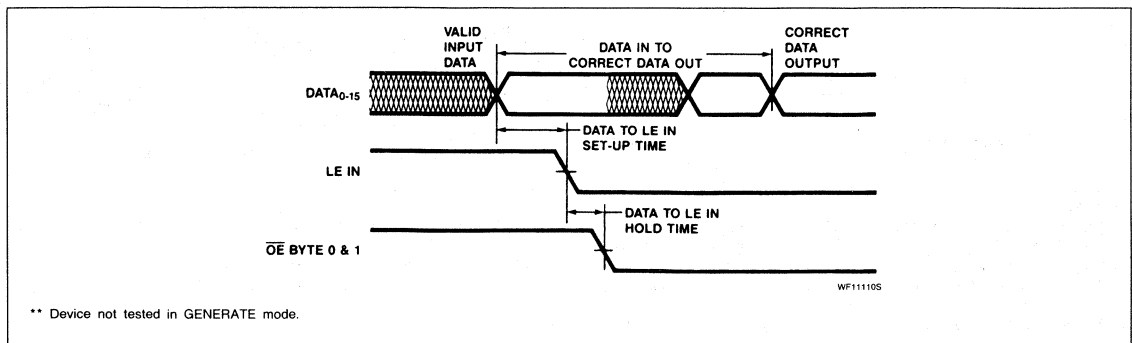 VALID
INPUT
DATA
DATA IN TO
CORRECT DATA OUT
CORRECT
DATA
OUTPUT
DATA0-15
DATA TO LE IN
SET-UP TIME
LE IN
DATA TO LE IN
HOLD TIME
OE BYTE 0 & 1
WF11110S
** Device not tested in GENERATE mode.